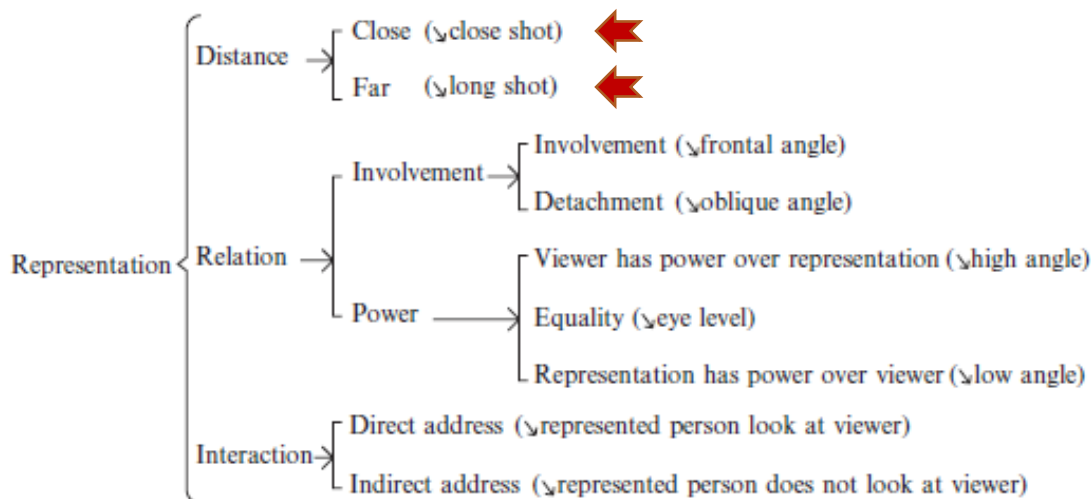 Close (↘close shot)
Distance
Far (↘long shot)
Involvement (↘frontal angle)
Involvement
Detachment (↘oblique angle)
Representation
Relation
Viewer has power over representation (↘high angle)
Power
Equality (↘eye level)
Representation has power over viewer (↘low angle)
Direct address (↘represented person look at viewer)
Interaction
Indirect address (↘represented person does not look at viewer)